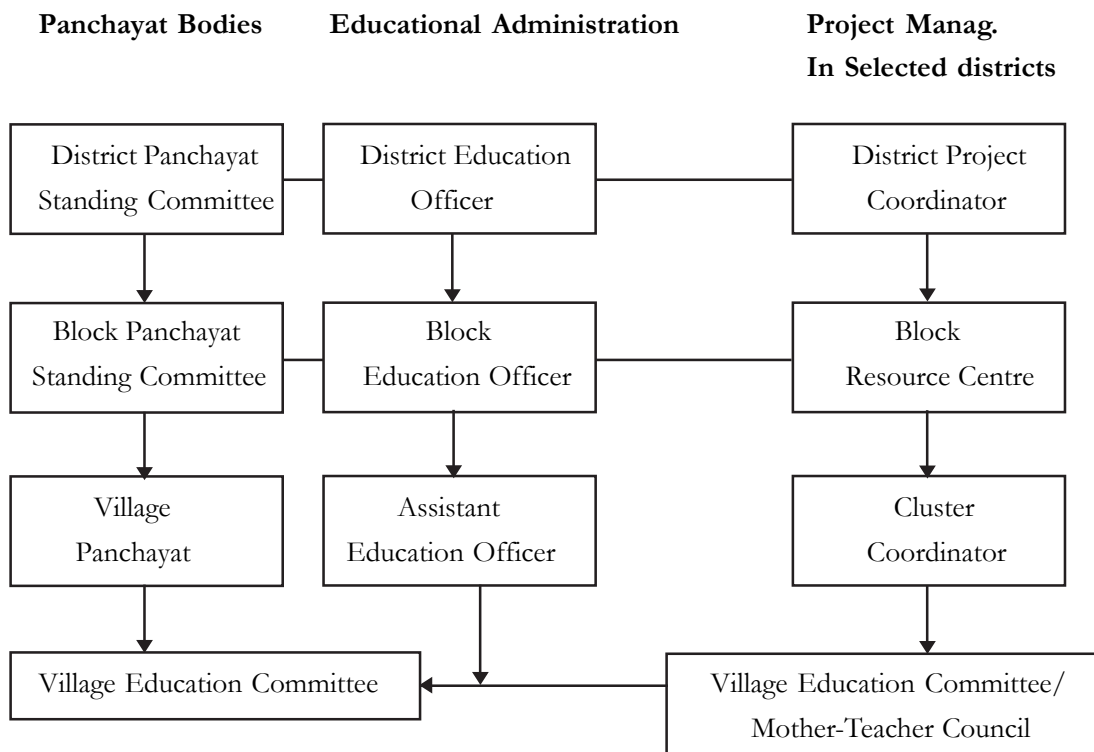 Panchayat Bodies
Educational Administration
Project Manag.
In Selected districts
District Panchayat
Standing Committee
District Education
Officer
District Project
Coordinator
Block Panchayat
Standing Committee
Block
Education Officer
Block
Resource Centre
Village
Panchayat
Assistant
Education Officer
Cluster
Coordinator
Village Education Committee
Village Education Committee/
Mother-Teacher Council